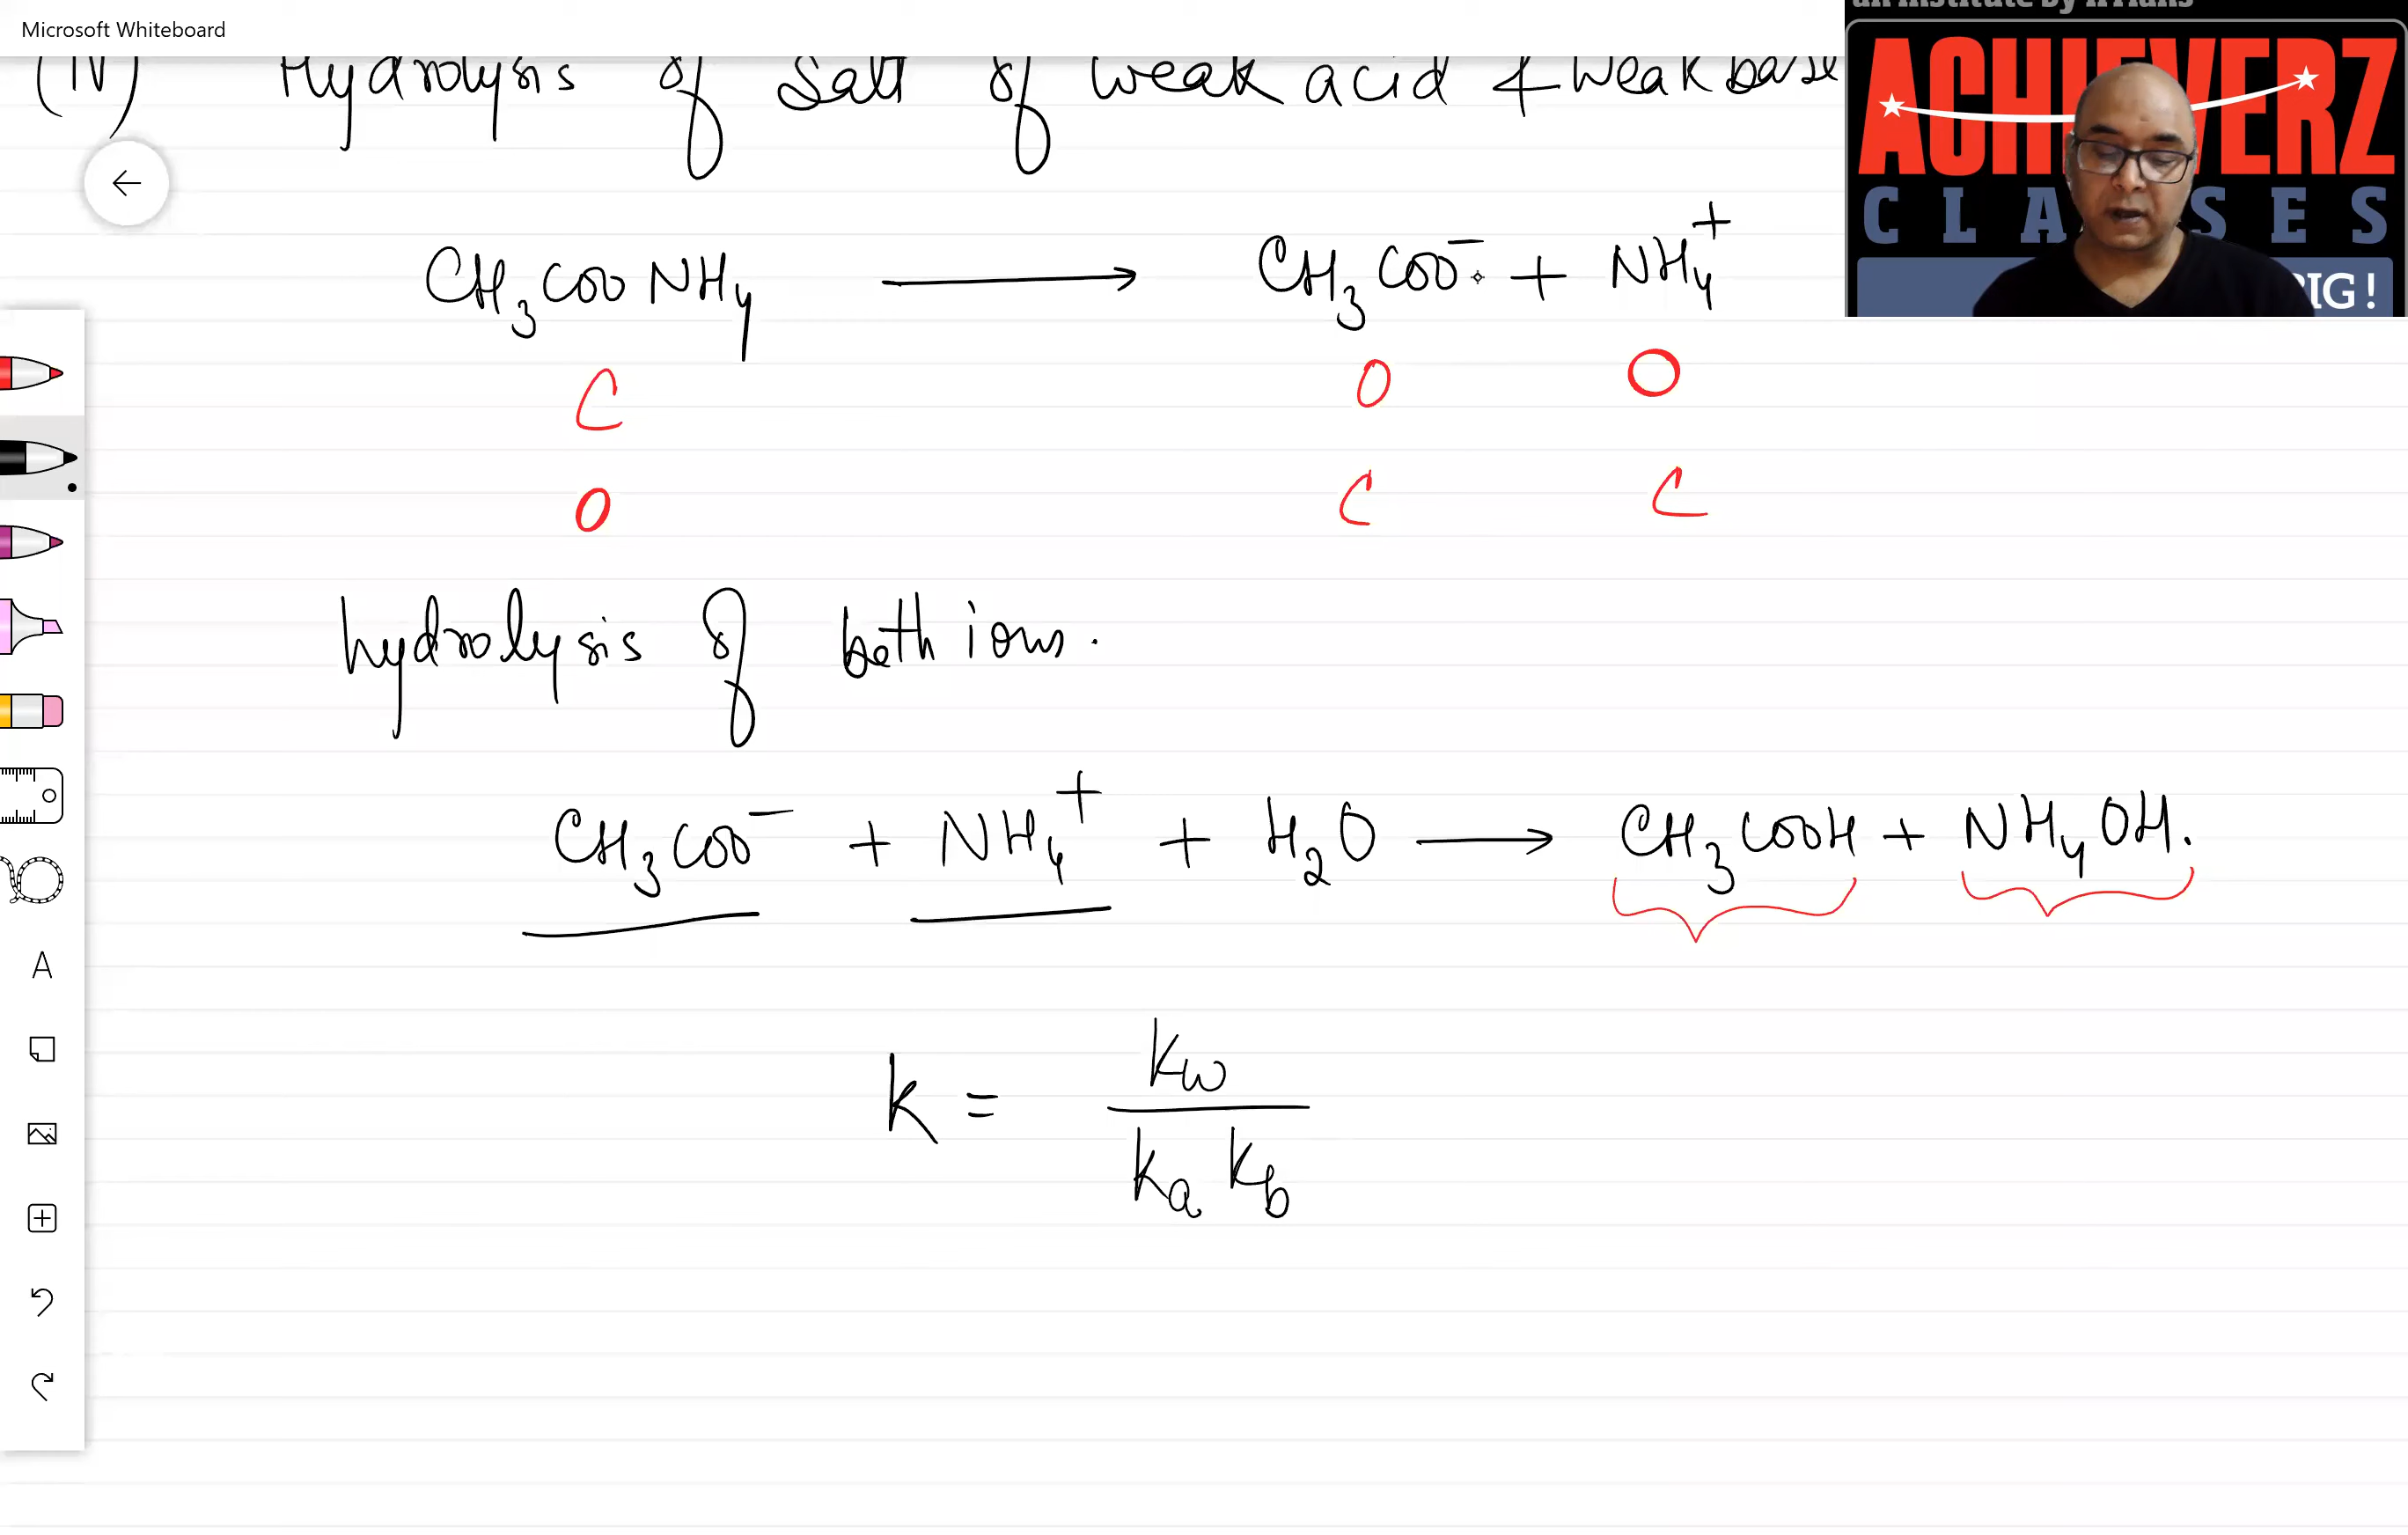 Microsoft Whiteboard
(IV) Hydrolysis of Salt of weak acid & weak base
ACHIEVERZ
CLASSES
BIG!
CH₃COONH₄ ⟶ CH₃COO⁻ + NH₄⁺
C O O
O C C
hydrolysis of both ions.
CH₃COO⁻ + NH₄⁺ + H₂O ⟶ CH₃COOH + NH₄OH.
k = kw / ka kb
A